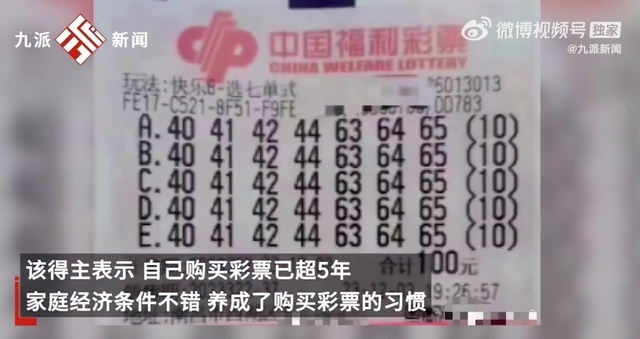 九派新闻
微博视频号 独家
@九派新闻
中国福利彩票
CHINA WELFARE LOTTERY
玩法:快乐8-选七单式
6013013
FE17-C521-8F51-F9FE
DD783
A.40 41 42 44 63 64 65 (10)
B.40 41 42 44 63 64 65 (10)
C.40 41 42 44 63 64 65 (10)
D.40 41 42 44 63 64 65 (10)
E.40 41 42 44 63 64 65 (10)
合计100元
19:26:57
该得主表示 自己购买彩票已超5年
家庭经济条件不错 养成了购买彩票的习惯